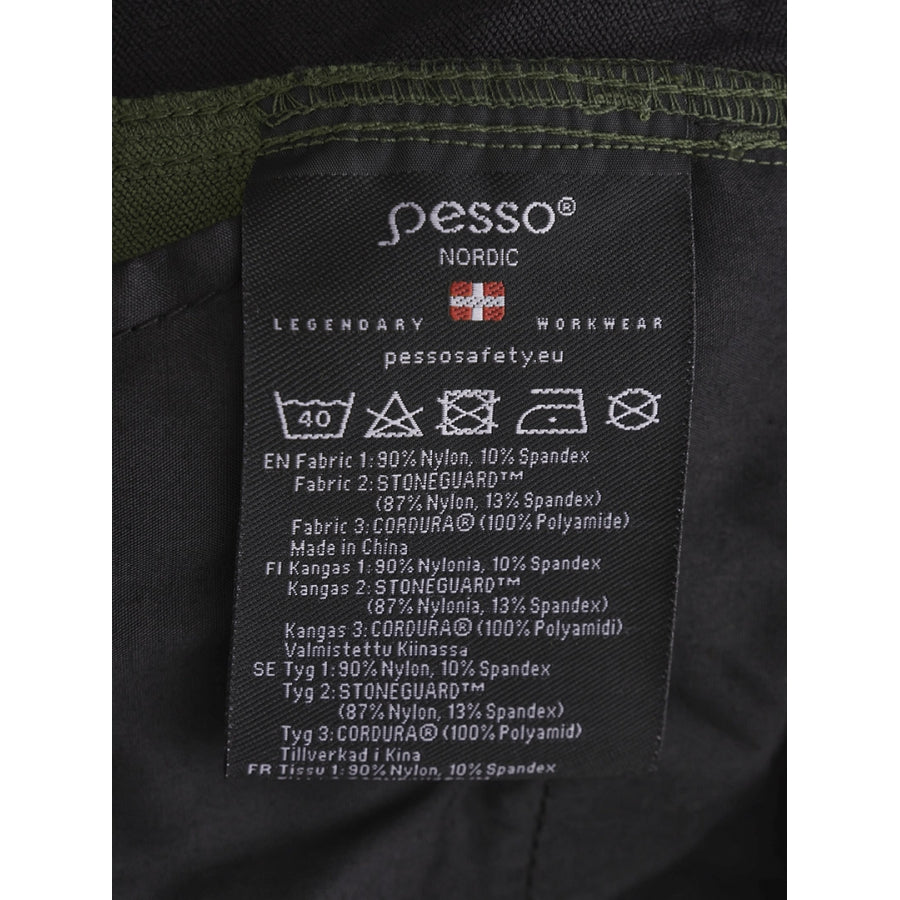 pesso®
NORDIC
LEGENDARY WORKWEAR
pessosafety.eu
40
EN Fabric 1: 90% Nylon, 10% Spandex
Fabric 2: STONEGUARD™
(87% Nylon, 13% Spandex)
Fabric 3: CORDURA® (100% Polyamide)
Made in China
FI Kangas 1: 90% Nylonia, 10% Spandex
Kangas 2: STONEGUARD™
(87% Nylonia, 13% Spandex)
Kangas 3: CORDURA® (100% Polyamidi)
Valmistettu Kiinassa
SE Tyg 1: 90% Nylon, 10% Spandex
Tyg 2: STONEGUARD™
(87% Nylon, 13% Spandex)
Tyg 3: CORDURA® (100% Polyamid)
Tillverkad i Kina
FR Tissu 1: 90% Nylon, 10% Spandex